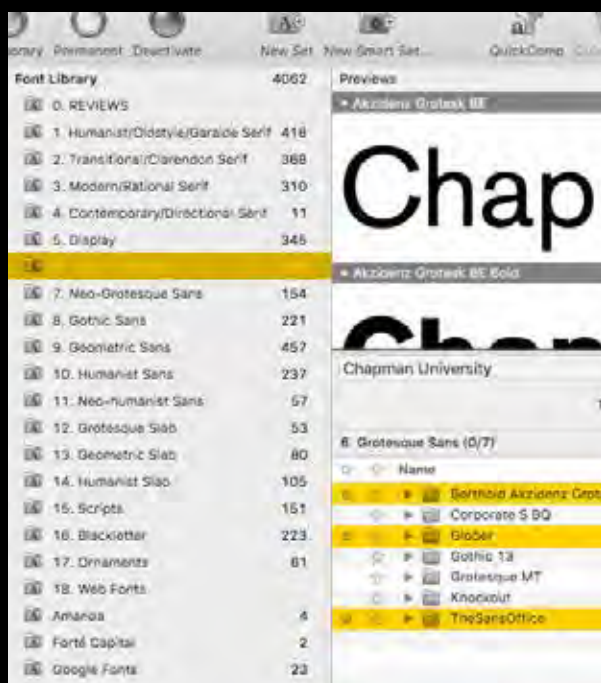 Permanent Deactivate New Set New Smart Set... QuickComp
Font Library 4062
0. REVIEWS
1. Humanist/Oldstyle/Garalde Serif 418
2. Transitional/Clarendon Serif 368
3. Modern/Rational Serif 310
4. Contemporary/Directional Serif 11
5. Display 345
7. Neo-Grotesque Sans 154
8. Gothic Sans 221
9. Geometric Sans 457
10. Humanist Sans 237
11. Neo-humanist Sans 57
12. Grotesque Slab 53
13. Geometric Slab 80
14. Humanist Slab 105
15. Scripts 151
16. Blackletter 223
17. Ornaments 61
18. Web Fonts
Amanda 4
Forté Capital 2
Google Fonts 23
Previews
Akzidenz Grotesk BE
Chap
Akzidenz Grotesk BE Bold
Chap
Chapman University
6. Grotesque Sans (0/7)
Name
Berthold Akzidenz Grot
Corporate S BQ
Glober
Gothic 13
Grotesque MT
Knockout
TheSansOffice